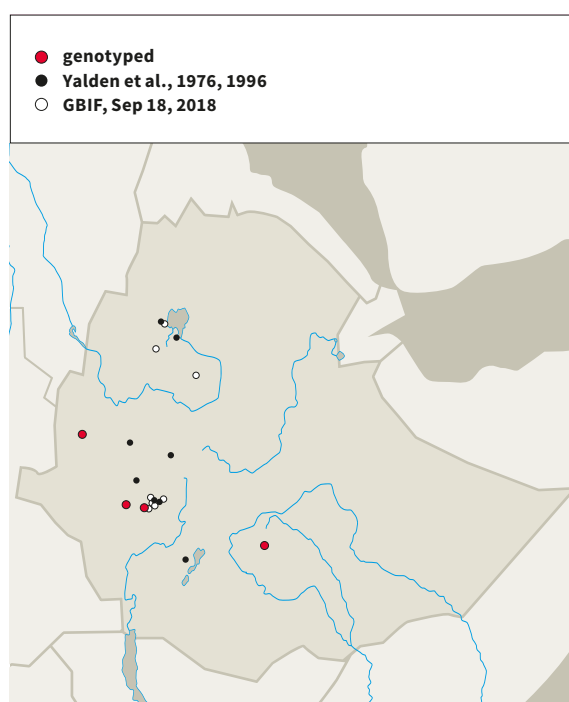 genotyped
Yalden et al., 1976, 1996
GBIF, Sep 18, 2018